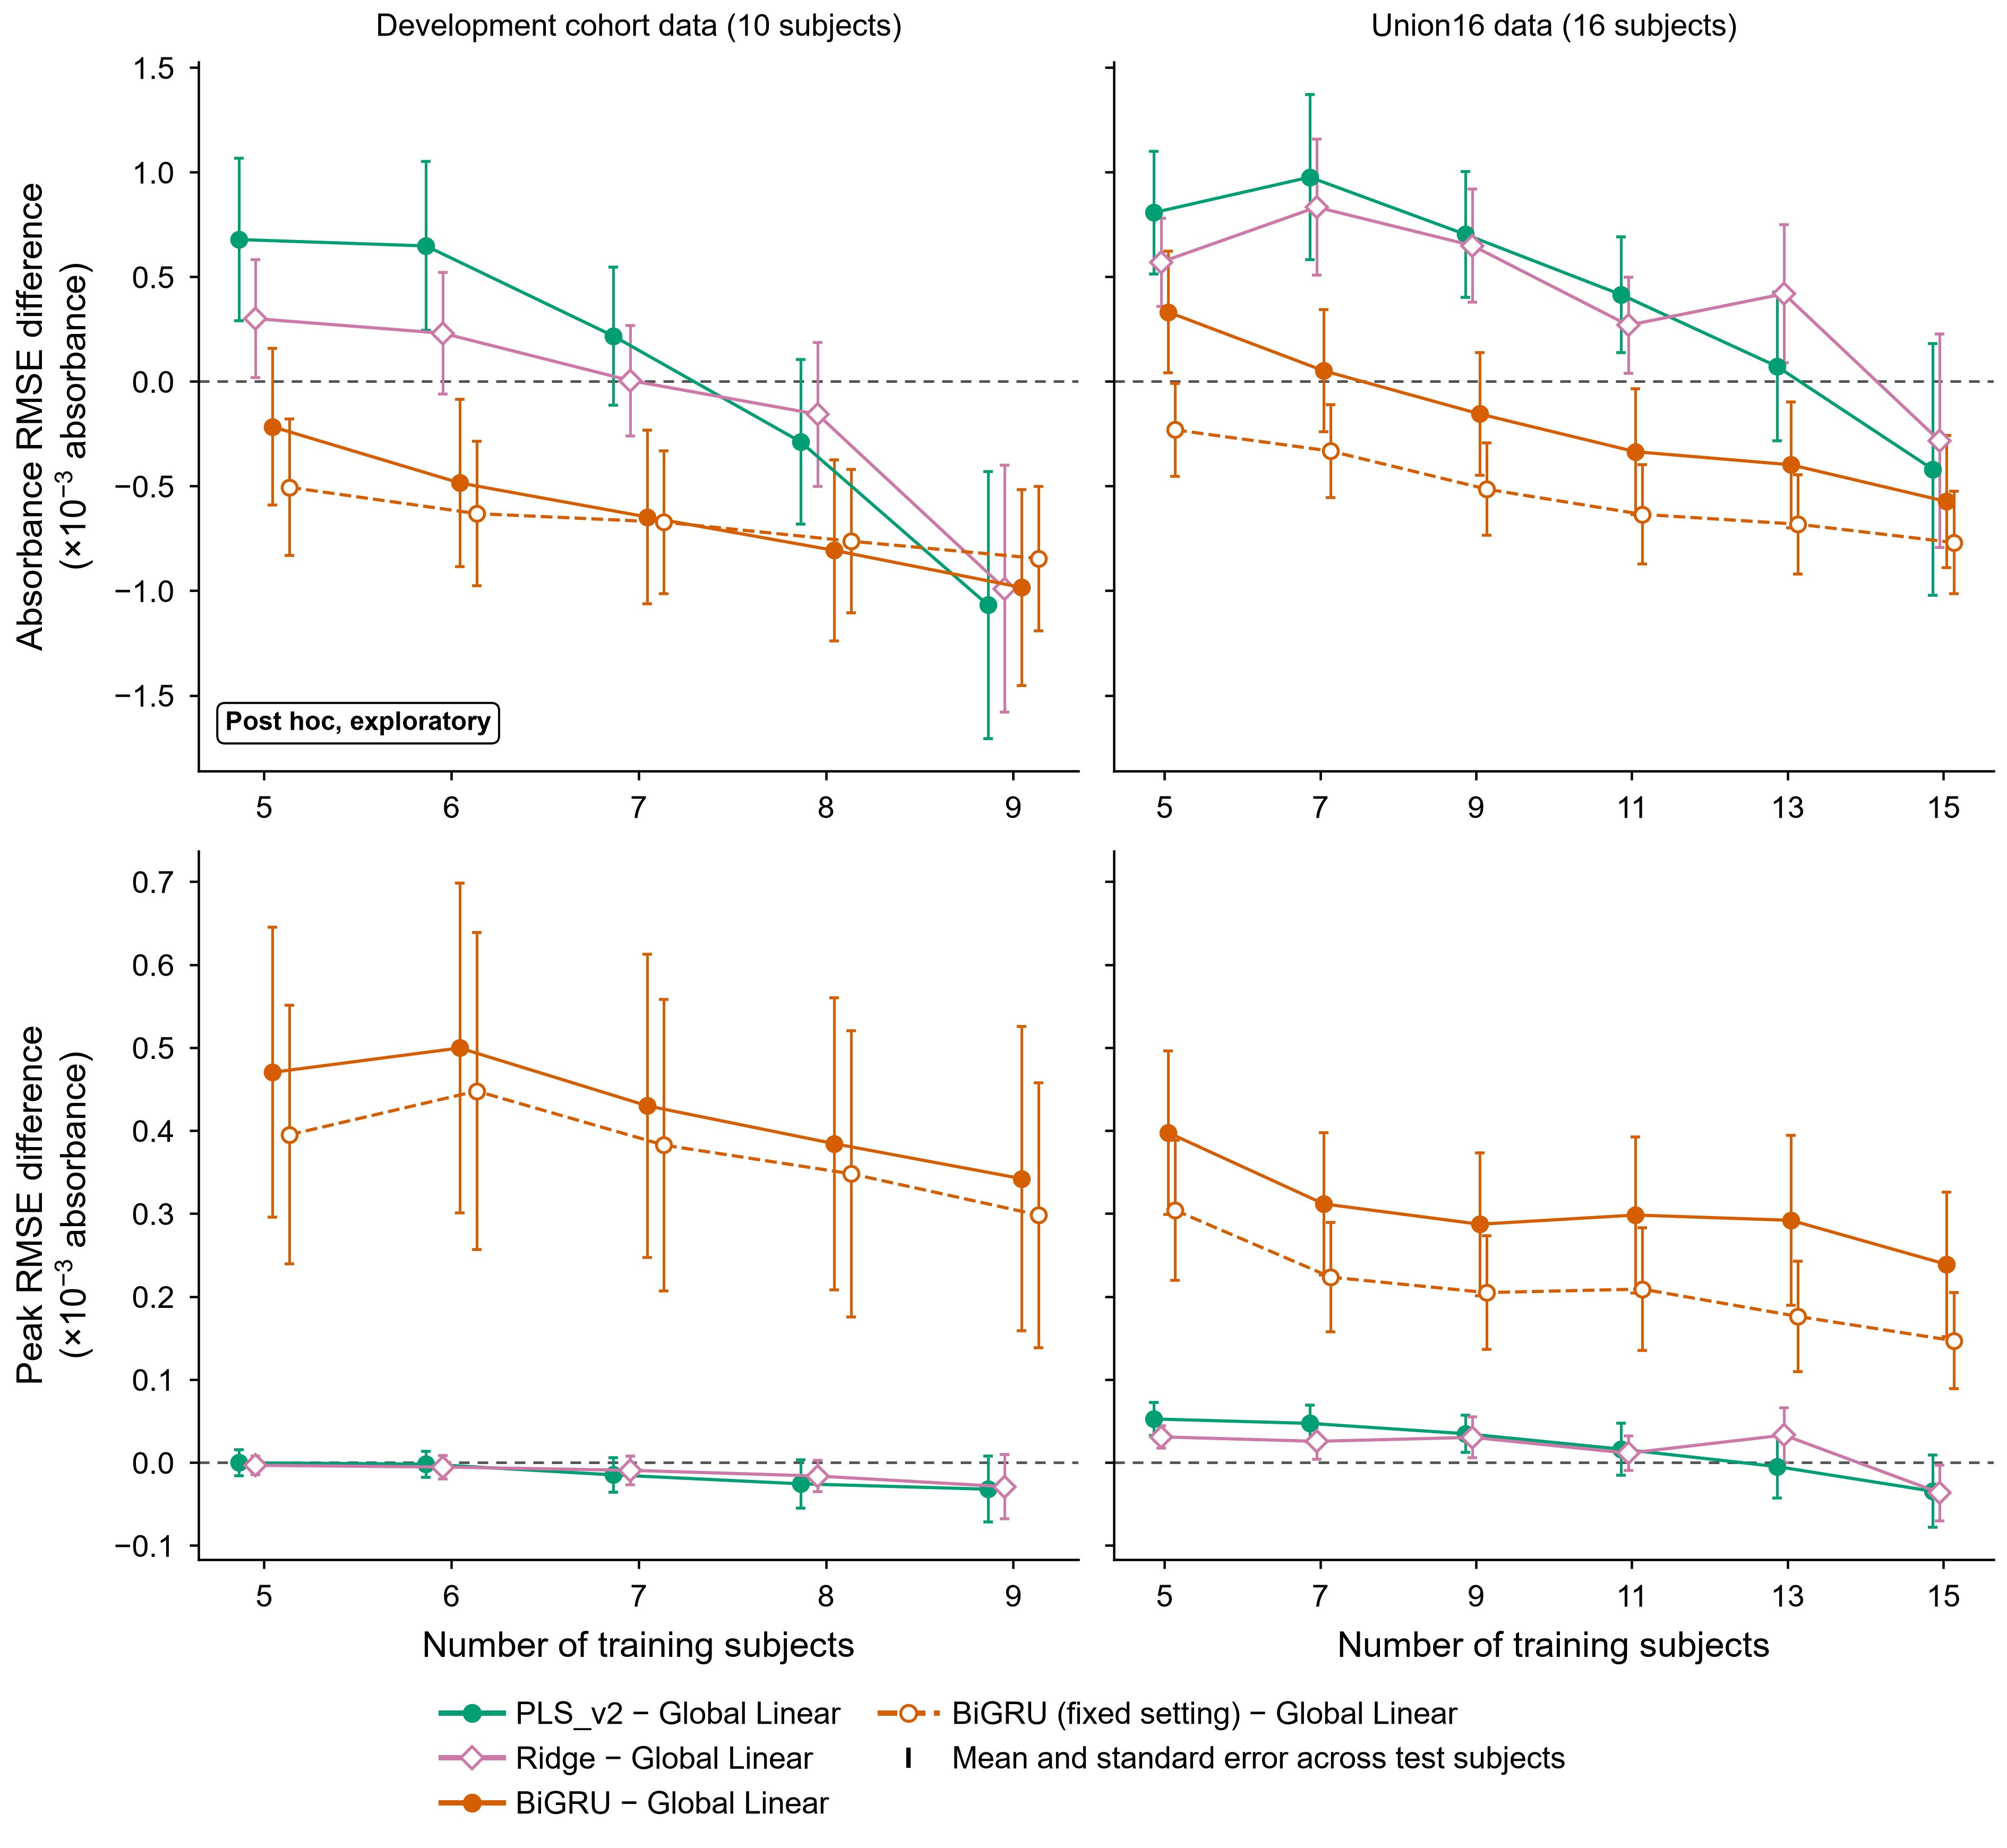 Development cohort data (10 subjects)
Union16 data (16 subjects)
Absorbance RMSE difference
(×10⁻³ absorbance)
1.5
1.0
0.5
0.0
−0.5
−1.0
−1.5
Post hoc, exploratory
5 6 7 8 9
5 7 9 11 13 15
Peak RMSE difference
(×10⁻³ absorbance)
0.7
0.6
0.5
0.4
0.3
0.2
0.1
0.0
−0.1
5 6 7 8 9
5 7 9 11 13 15
Number of training subjects
Number of training subjects
PLS_v2 − Global Linear
Ridge − Global Linear
BiGRU − Global Linear
BiGRU (fixed setting) − Global Linear
Mean and standard error across test subjects